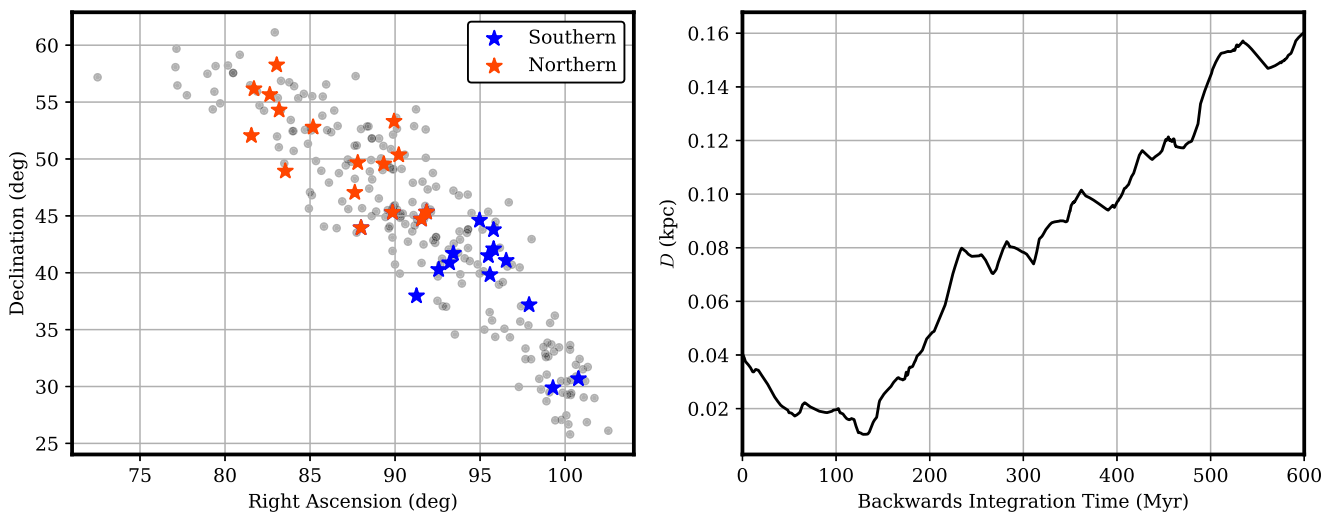 60
55
50
45
40
35
30
25
Declination (deg)
75 80 85 90 95 100
Right Ascension (deg)
Southern
Northern
0.16
0.14
0.12
0.10
0.08
0.06
0.04
0.02
D (kpc)
0 100 200 300 400 500 600
Backwards Integration Time (Myr)